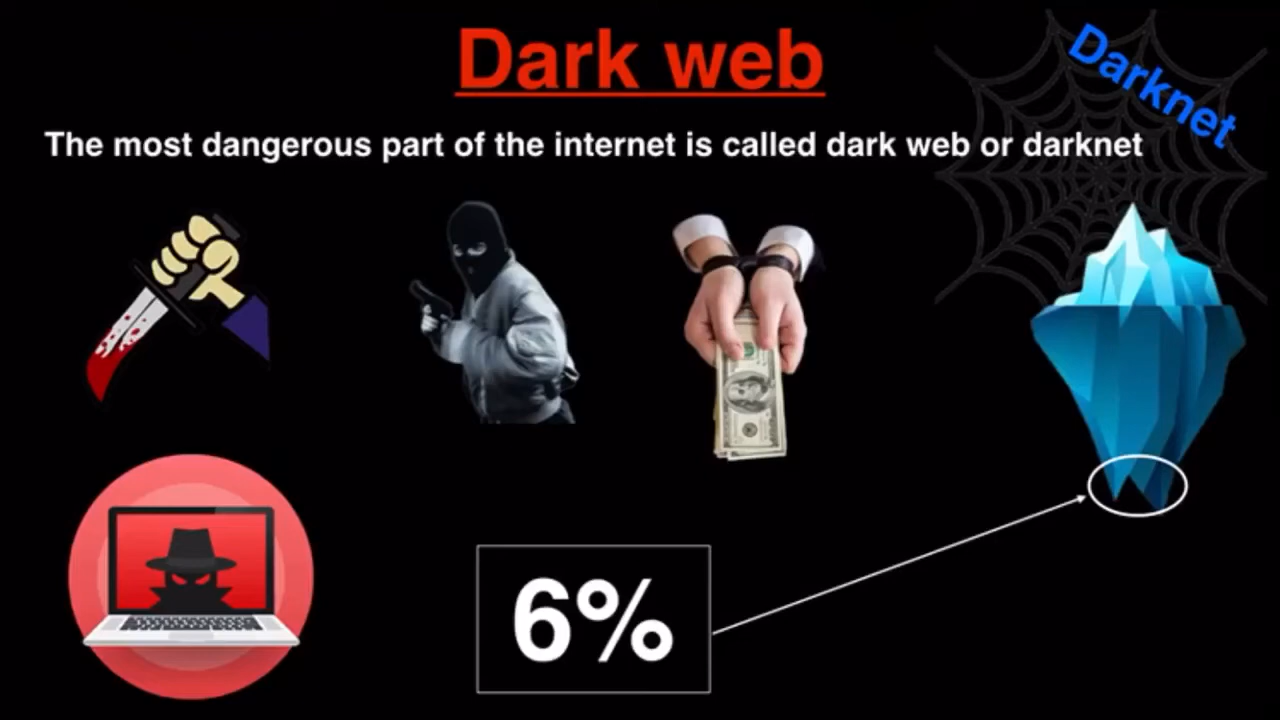 Dark web
Darknet
The most dangerous part of the internet is called dark web or darknet
6%